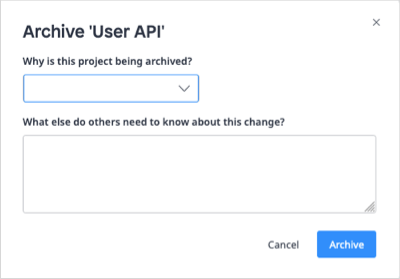 Archive 'User API'
Why is this project being archived?
What else do others need to know about this change?
Cancel
Archive